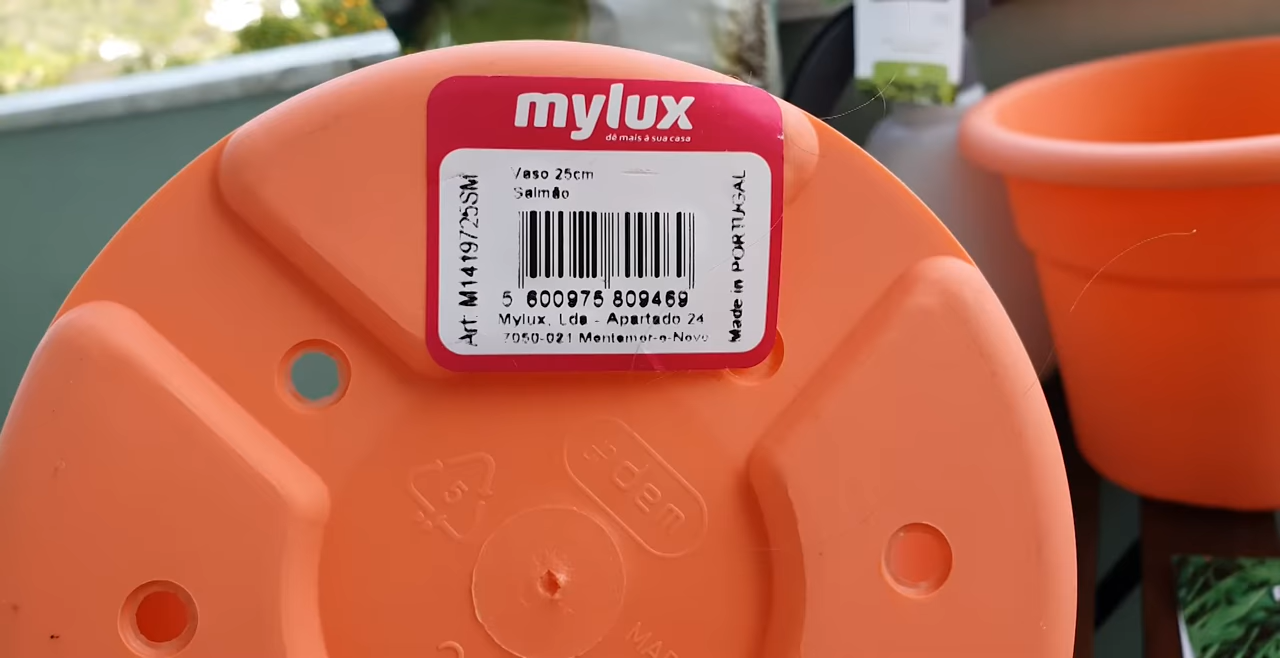 mylux
dê mais à sua casa
Vaso 25cm
Salmão
Art: M1419725SM
Made in PORTUGAL
5 600975 809469
Mylux, Lda - Apartado 24
7050-021 Montemor-o-Novo
5
dem